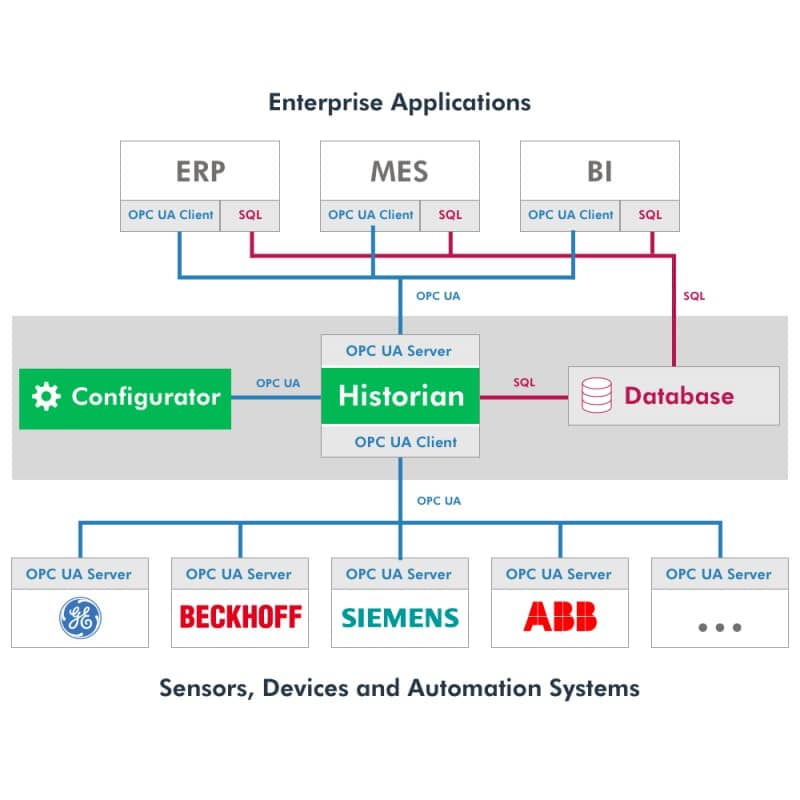 Enterprise Applications
ERP
MES
BI
OPC UA Client
SQL
OPC UA Client
SQL
OPC UA Client
SQL
OPC UA
SQL
OPC UA Server
Configurator
OPC UA
Historian
SQL
Database
OPC UA Client
OPC UA
OPC UA Server
OPC UA Server
OPC UA Server
OPC UA Server
OPC UA Server
GE
BECKHOFF
SIEMENS
ABB
...
Sensors, Devices and Automation Systems